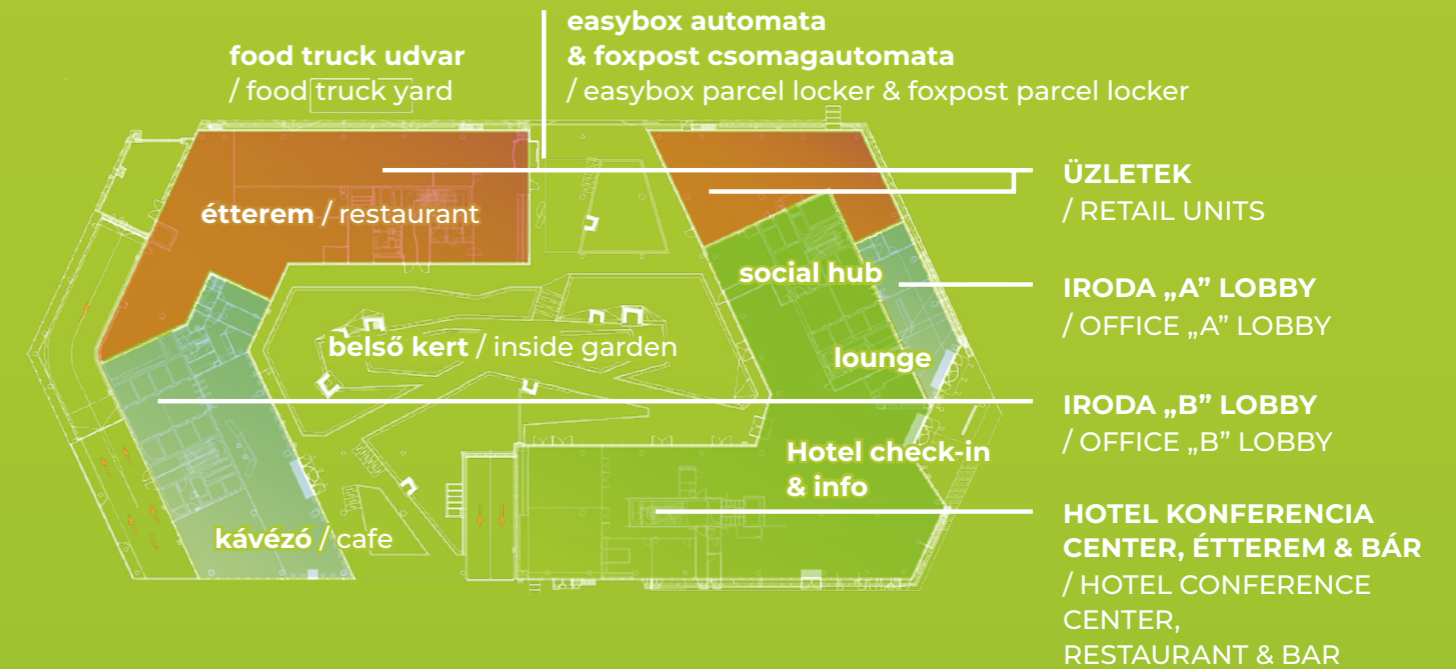 easybox automata
& foxpost csomagautomata
/ easybox parcel locker & foxpost parcel locker
food truck udvar
/ food truck yard
étterem / restaurant
belső kert / inside garden
kávézó / cafe
social hub
lounge
Hotel check-in
& info
ÜZLETEK
/ RETAIL UNITS
IRODA „A” LOBBY
/ OFFICE „A” LOBBY
IRODA „B” LOBBY
/ OFFICE „B” LOBBY
HOTEL KONFERENCIA
CENTER, ÉTTEREM & BÁR
/ HOTEL CONFERENCE
CENTER,
RESTAURANT & BAR